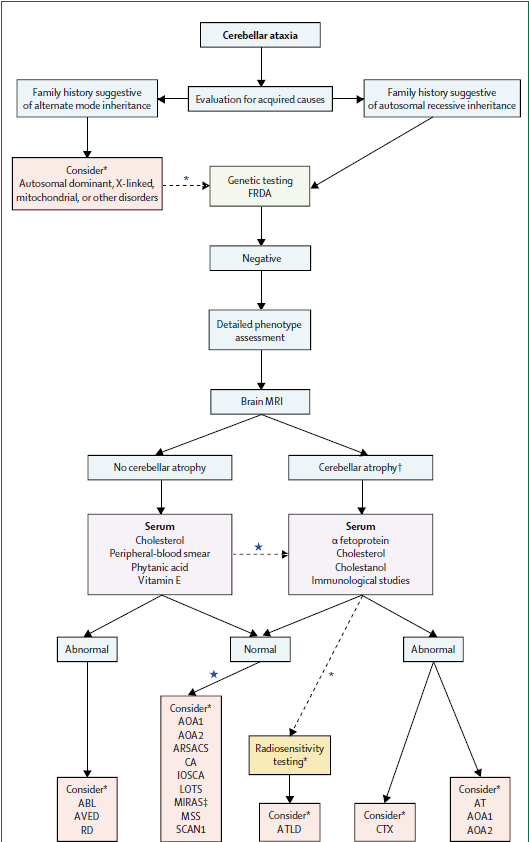 Cerebellar ataxia
Family history suggestive
of alternate mode inheritance
Evaluation for acquired causes
Family history suggestive
of autosomal recessive inheritance
Consider*
Autosomal dominant, X-linked,
mitochondrial, or other disorders
*
Genetic testing
FRDA
Negative
Detailed phenotype
assessment
Brain MRI
No cerebellar atrophy
Cerebellar atrophy†
Serum
Cholesterol
Peripheral-blood smear
Phytanic acid
Vitamin E
★
Serum
α fetoprotein
Cholesterol
Cholestanol
Immunological studies
Abnormal
Normal
Abnormal
★
*
Consider*
AOA1
AOA2
ARSACS
CA
IOSCA
LOTS
MIRAS‡
MSS
SCAN1
Radiosensitivity
testing*
Consider*
ABL
AVED
RD
Consider*
ATLD
Consider*
CTX
Consider*
AT
AOA1
AOA2